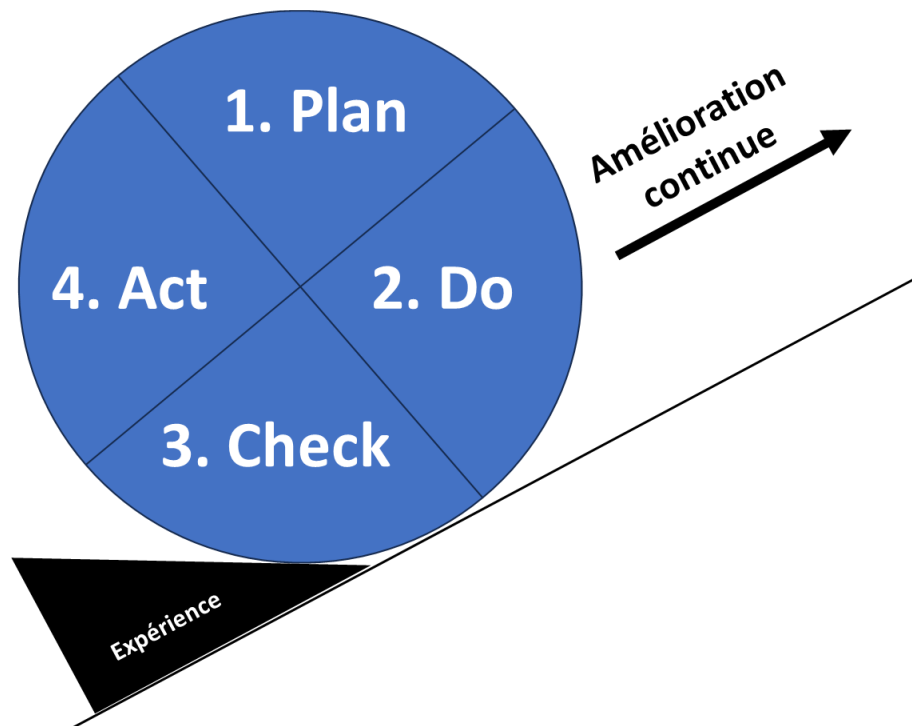 1. Plan
2. Do
3. Check
4. Act
Amélioration
continue
Expérience